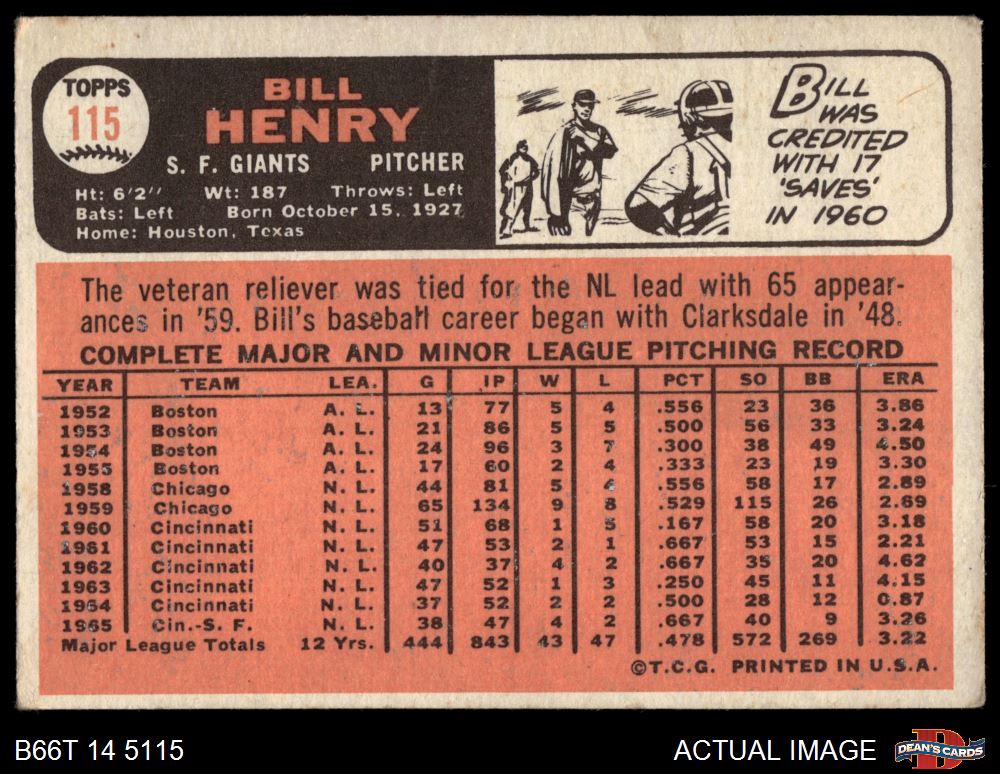 TOPPS
115
BILL
HENRY
S. F. GIANTS PITCHER
Ht: 6'2" Wt: 187 Throws: Left
Bats: Left Born October 15, 1927
Home: Houston, Texas
BILL
WAS
CREDITED
WITH 17
'SAVES'
IN 1960
The veteran reliever was tied for the NL lead with 65 appear-
ances in '59. Bill's baseball career began with Clarksdale in '48.
COMPLETE MAJOR AND MINOR LEAGUE PITCHING RECORD
YEAR TEAM LEA. G IP W L PCT SO BB ERA
1952 Boston A. L. 13 77 5 4 .556 23 36 3.86
1953 Boston A. L. 21 86 5 5 .500 56 33 3.24
1954 Boston A. L. 24 96 3 7 .300 38 49 4.50
1955 Boston A. L. 17 60 2 4 .333 23 19 3.30
1958 Chicago N. L. 44 81 5 4 .556 58 17 2.89
1959 Chicago N. L. 65 134 9 8 .529 115 26 2.69
1960 Cincinnati N. L. 51 68 1 5 .167 58 20 3.18
1961 Cincinnati N. L. 47 53 2 1 .667 53 15 2.21
1962 Cincinnati N. L. 40 37 4 2 .667 35 20 4.62
1963 Cincinnati N. L. 47 52 1 3 .250 45 11 4.15
1964 Cincinnati N. L. 37 52 2 2 .500 28 12 0.87
1965 Cin.-S. F. N. L. 38 47 4 2 .667 40 9 3.26
Major League Totals 12 Yrs. 444 843 43 47 .478 572 269 3.22
©T.C.G. PRINTED IN U.S.A.
B66T 14 5115 ACTUAL IMAGE
DEAN'S CARDS